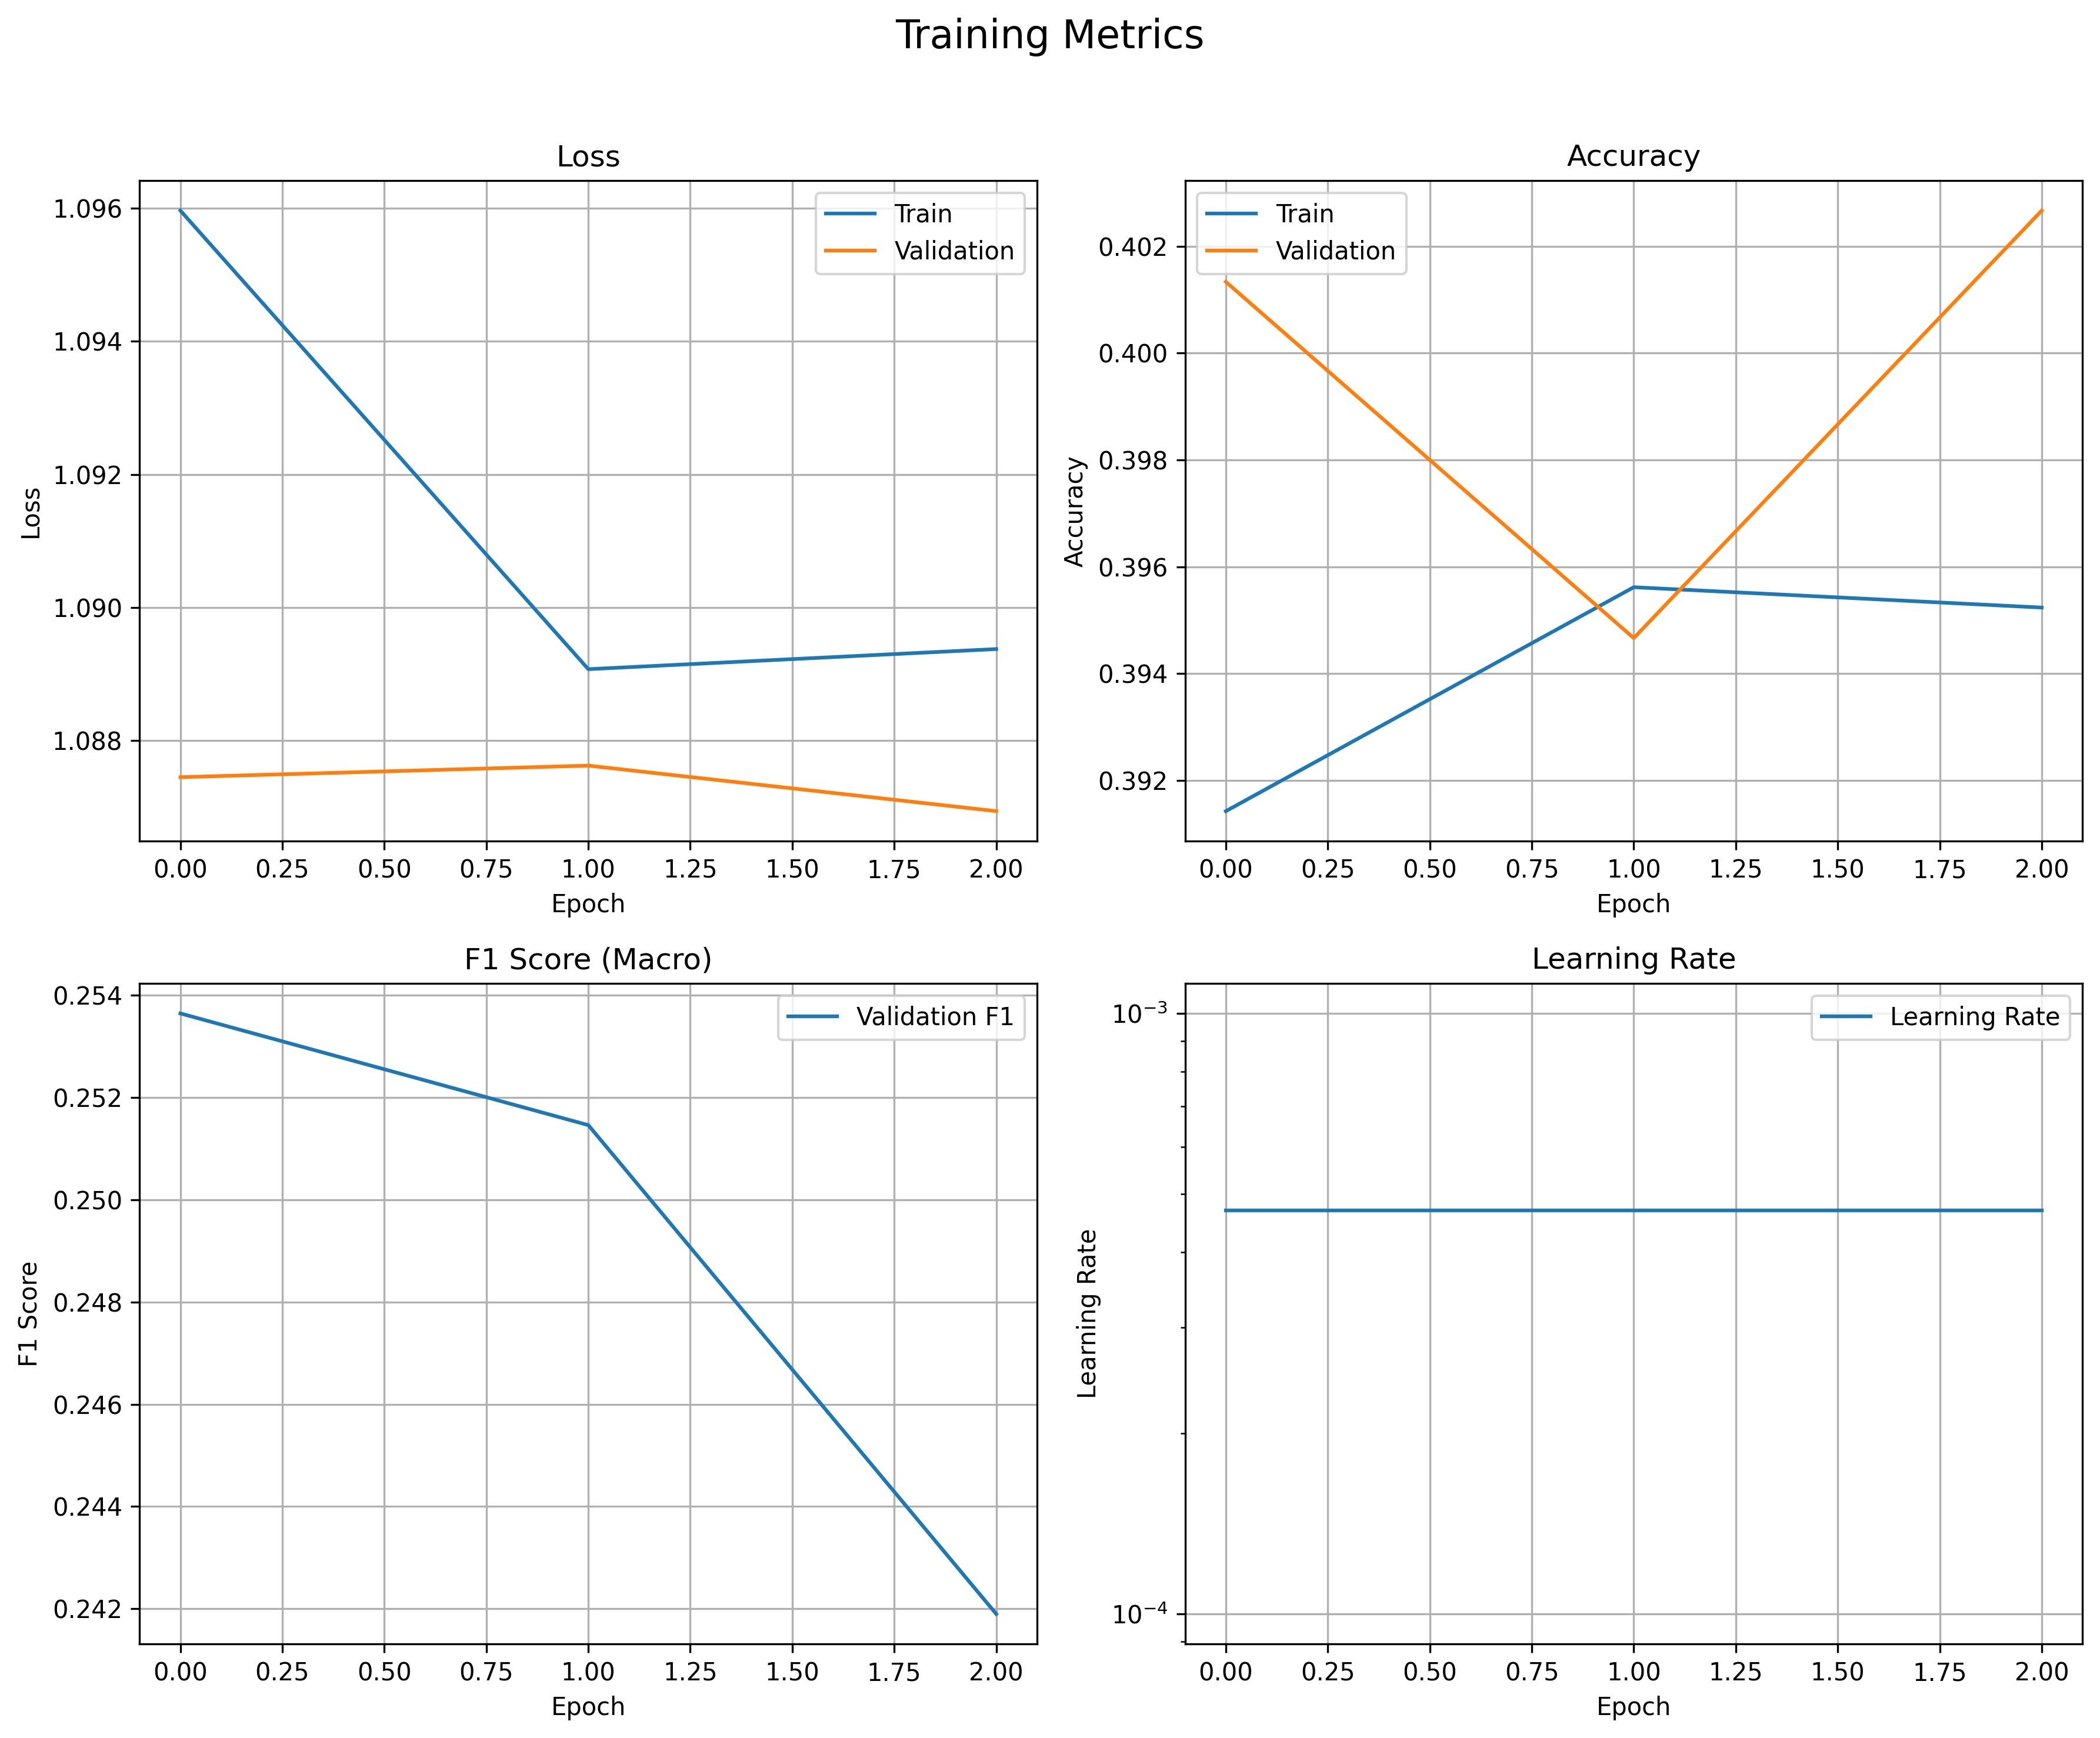 Training Metrics
Loss
1.096
1.094
1.092
1.090
1.088
Loss
Train
Validation
0.00 0.25 0.50 0.75 1.00 1.25 1.50 1.75 2.00
Epoch
Accuracy
0.402
0.400
0.398
0.396
0.394
0.392
Accuracy
Train
Validation
0.00 0.25 0.50 0.75 1.00 1.25 1.50 1.75 2.00
Epoch
F1 Score (Macro)
0.254
0.252
0.250
0.248
0.246
0.244
0.242
F1 Score
Validation F1
0.00 0.25 0.50 0.75 1.00 1.25 1.50 1.75 2.00
Epoch
Learning Rate
10⁻³
10⁻⁴
Learning Rate
Learning Rate
0.00 0.25 0.50 0.75 1.00 1.25 1.50 1.75 2.00
Epoch